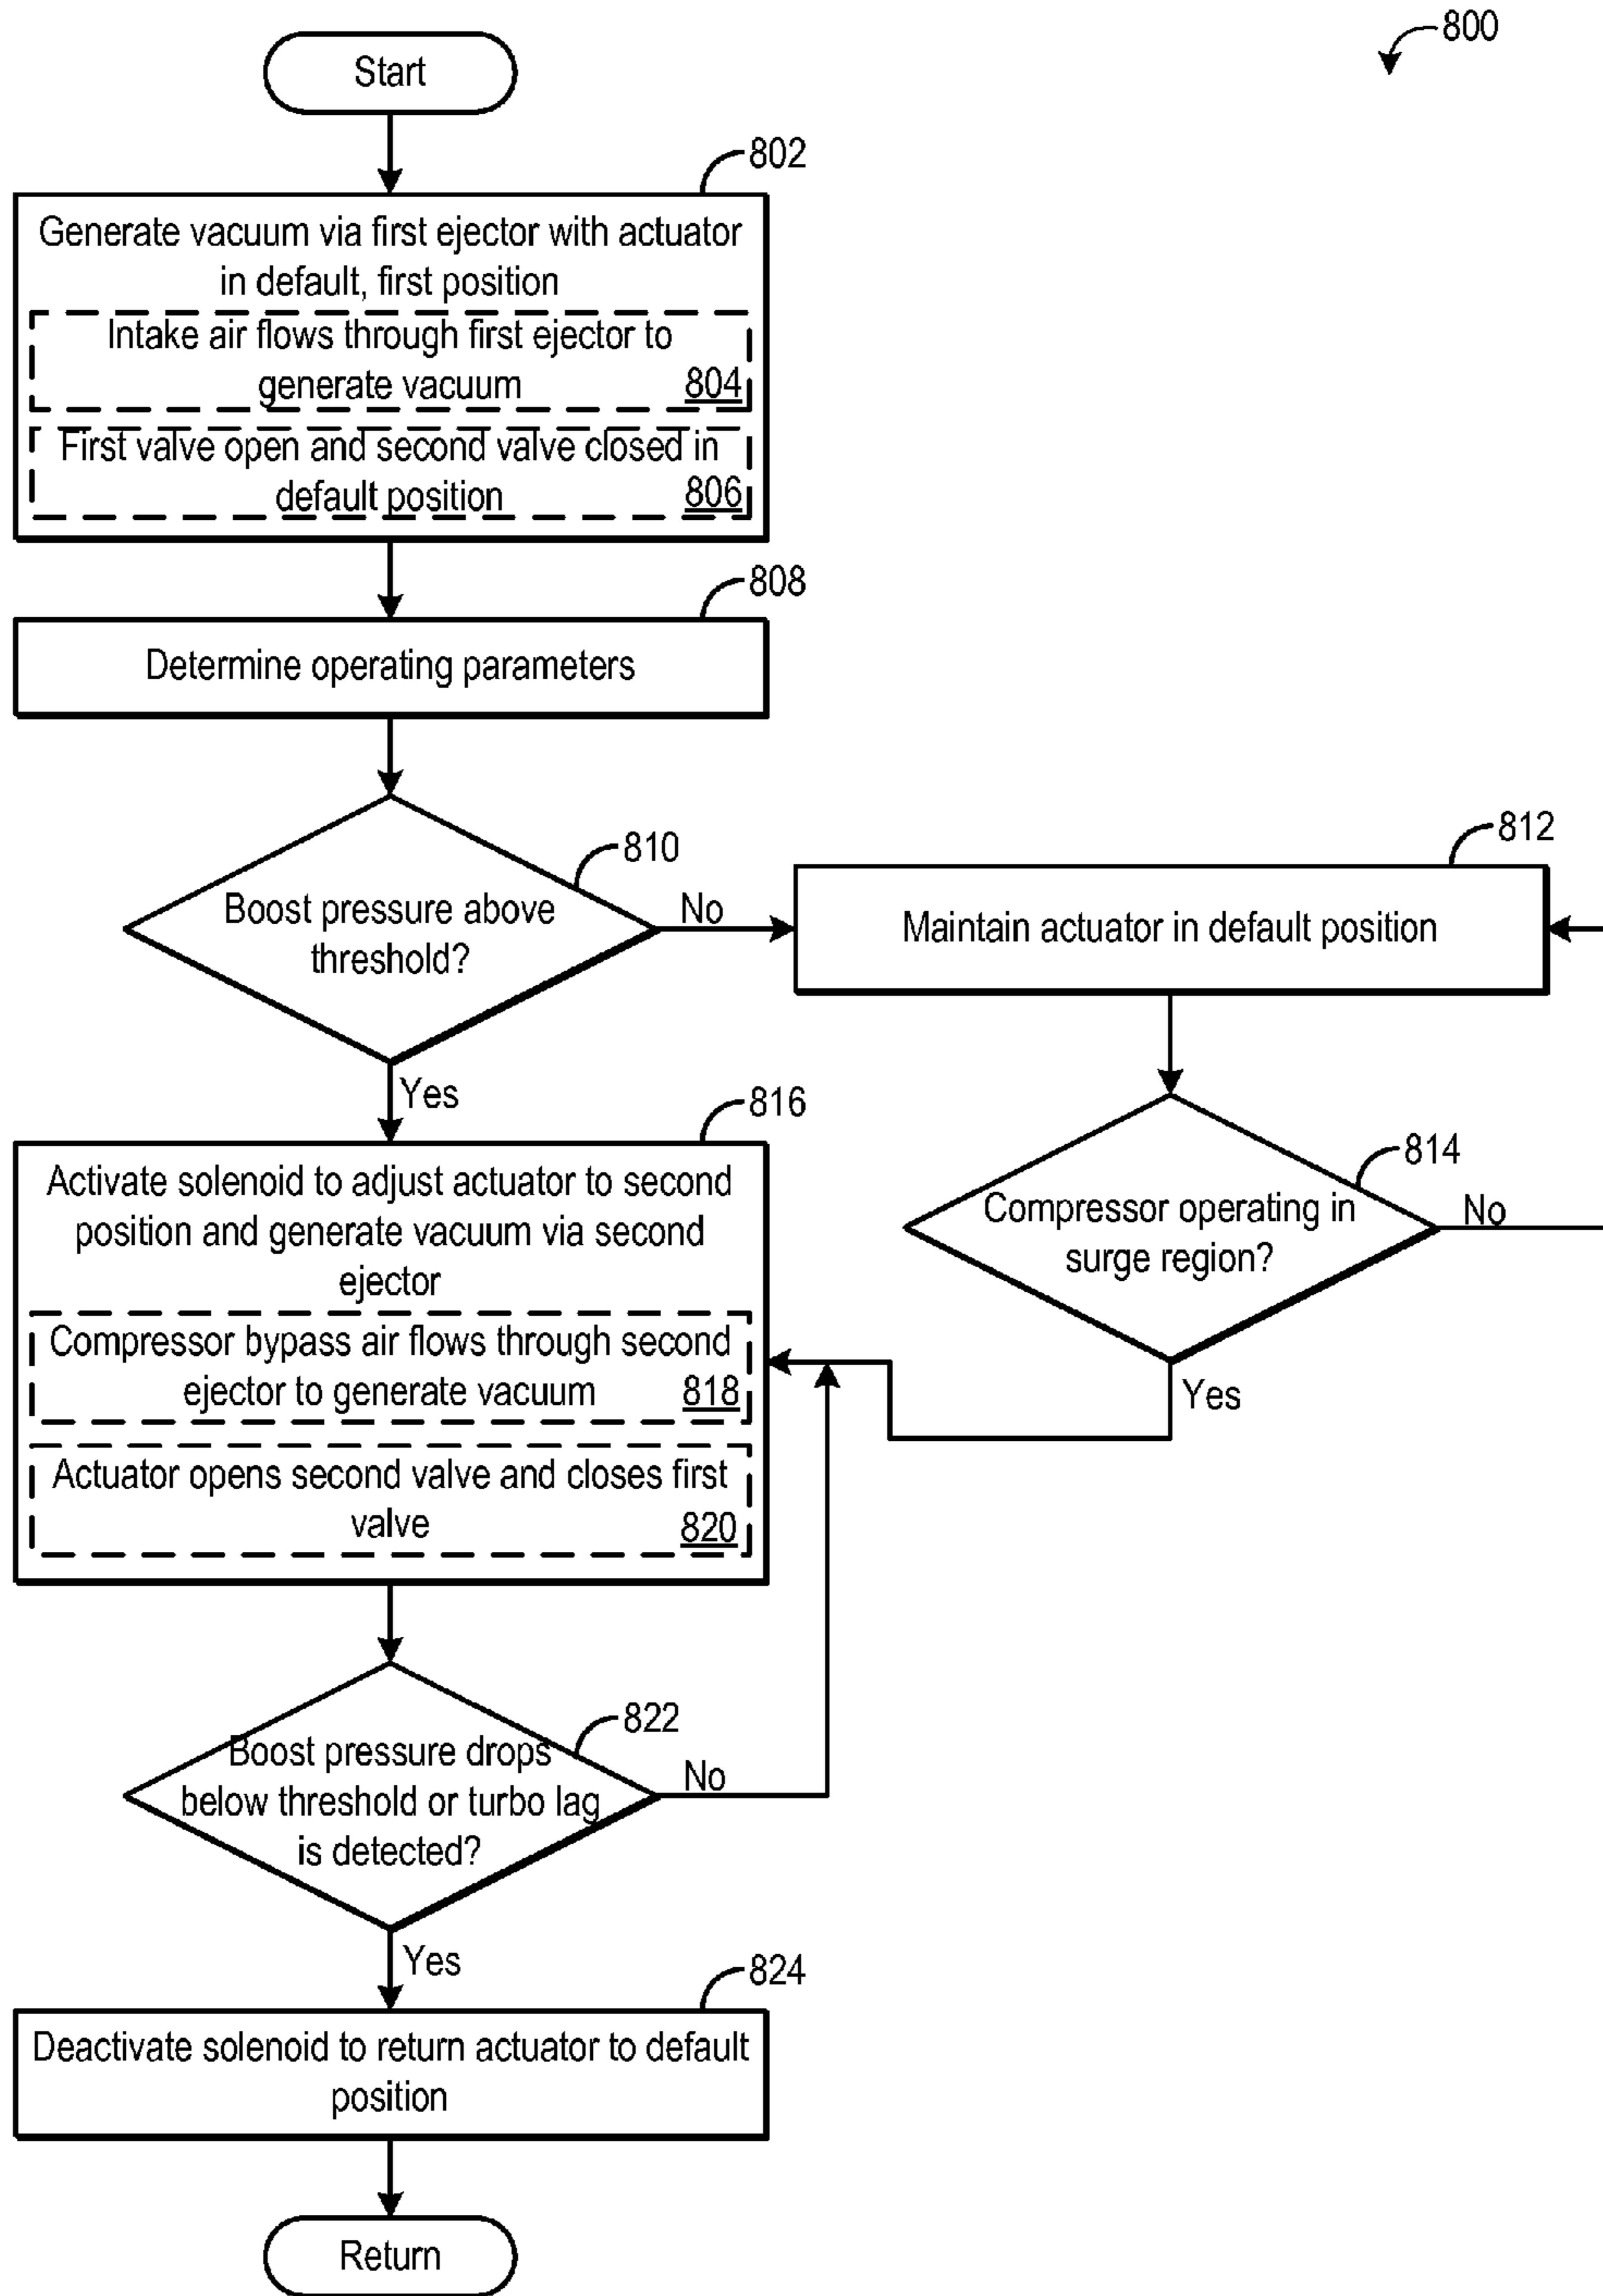 800
Start
802
Generate vacuum via first ejector with actuator
in default, first position
Intake air flows through first ejector to
generate vacuum 804
First valve open and second valve closed in
default position 806
808
Determine operating parameters
810
Boost pressure above
threshold?
No
Yes
812
Maintain actuator in default position
814
Compressor operating in
surge region?
No
Yes
816
Activate solenoid to adjust actuator to second
position and generate vacuum via second
ejector
Compressor bypass air flows through second
ejector to generate vacuum 818
Actuator opens second valve and closes first
valve 820
822
Boost pressure drops
below threshold or turbo lag
is detected?
No
Yes
824
Deactivate solenoid to return actuator to default
position
Return